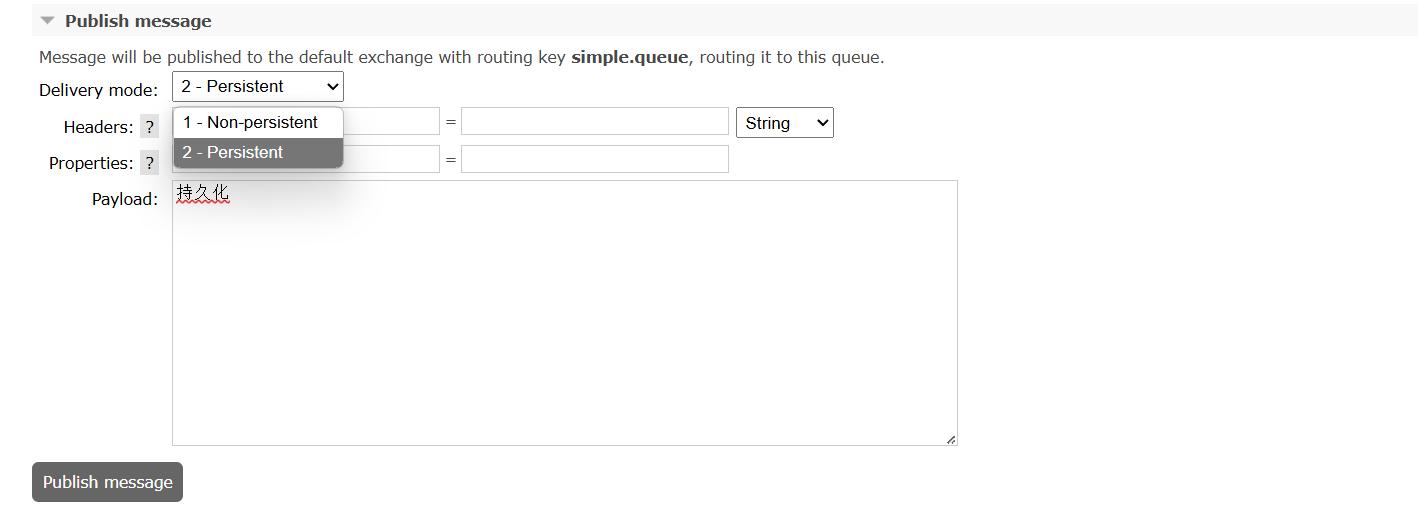 Publish message
Message will be published to the default exchange with routing key simple.queue, routing it to this queue.
Delivery mode: 2 - Persistent
1 - Non-persistent
2 - Persistent
Headers: ? = String
Properties: ? =
Payload: 持久化
Publish message